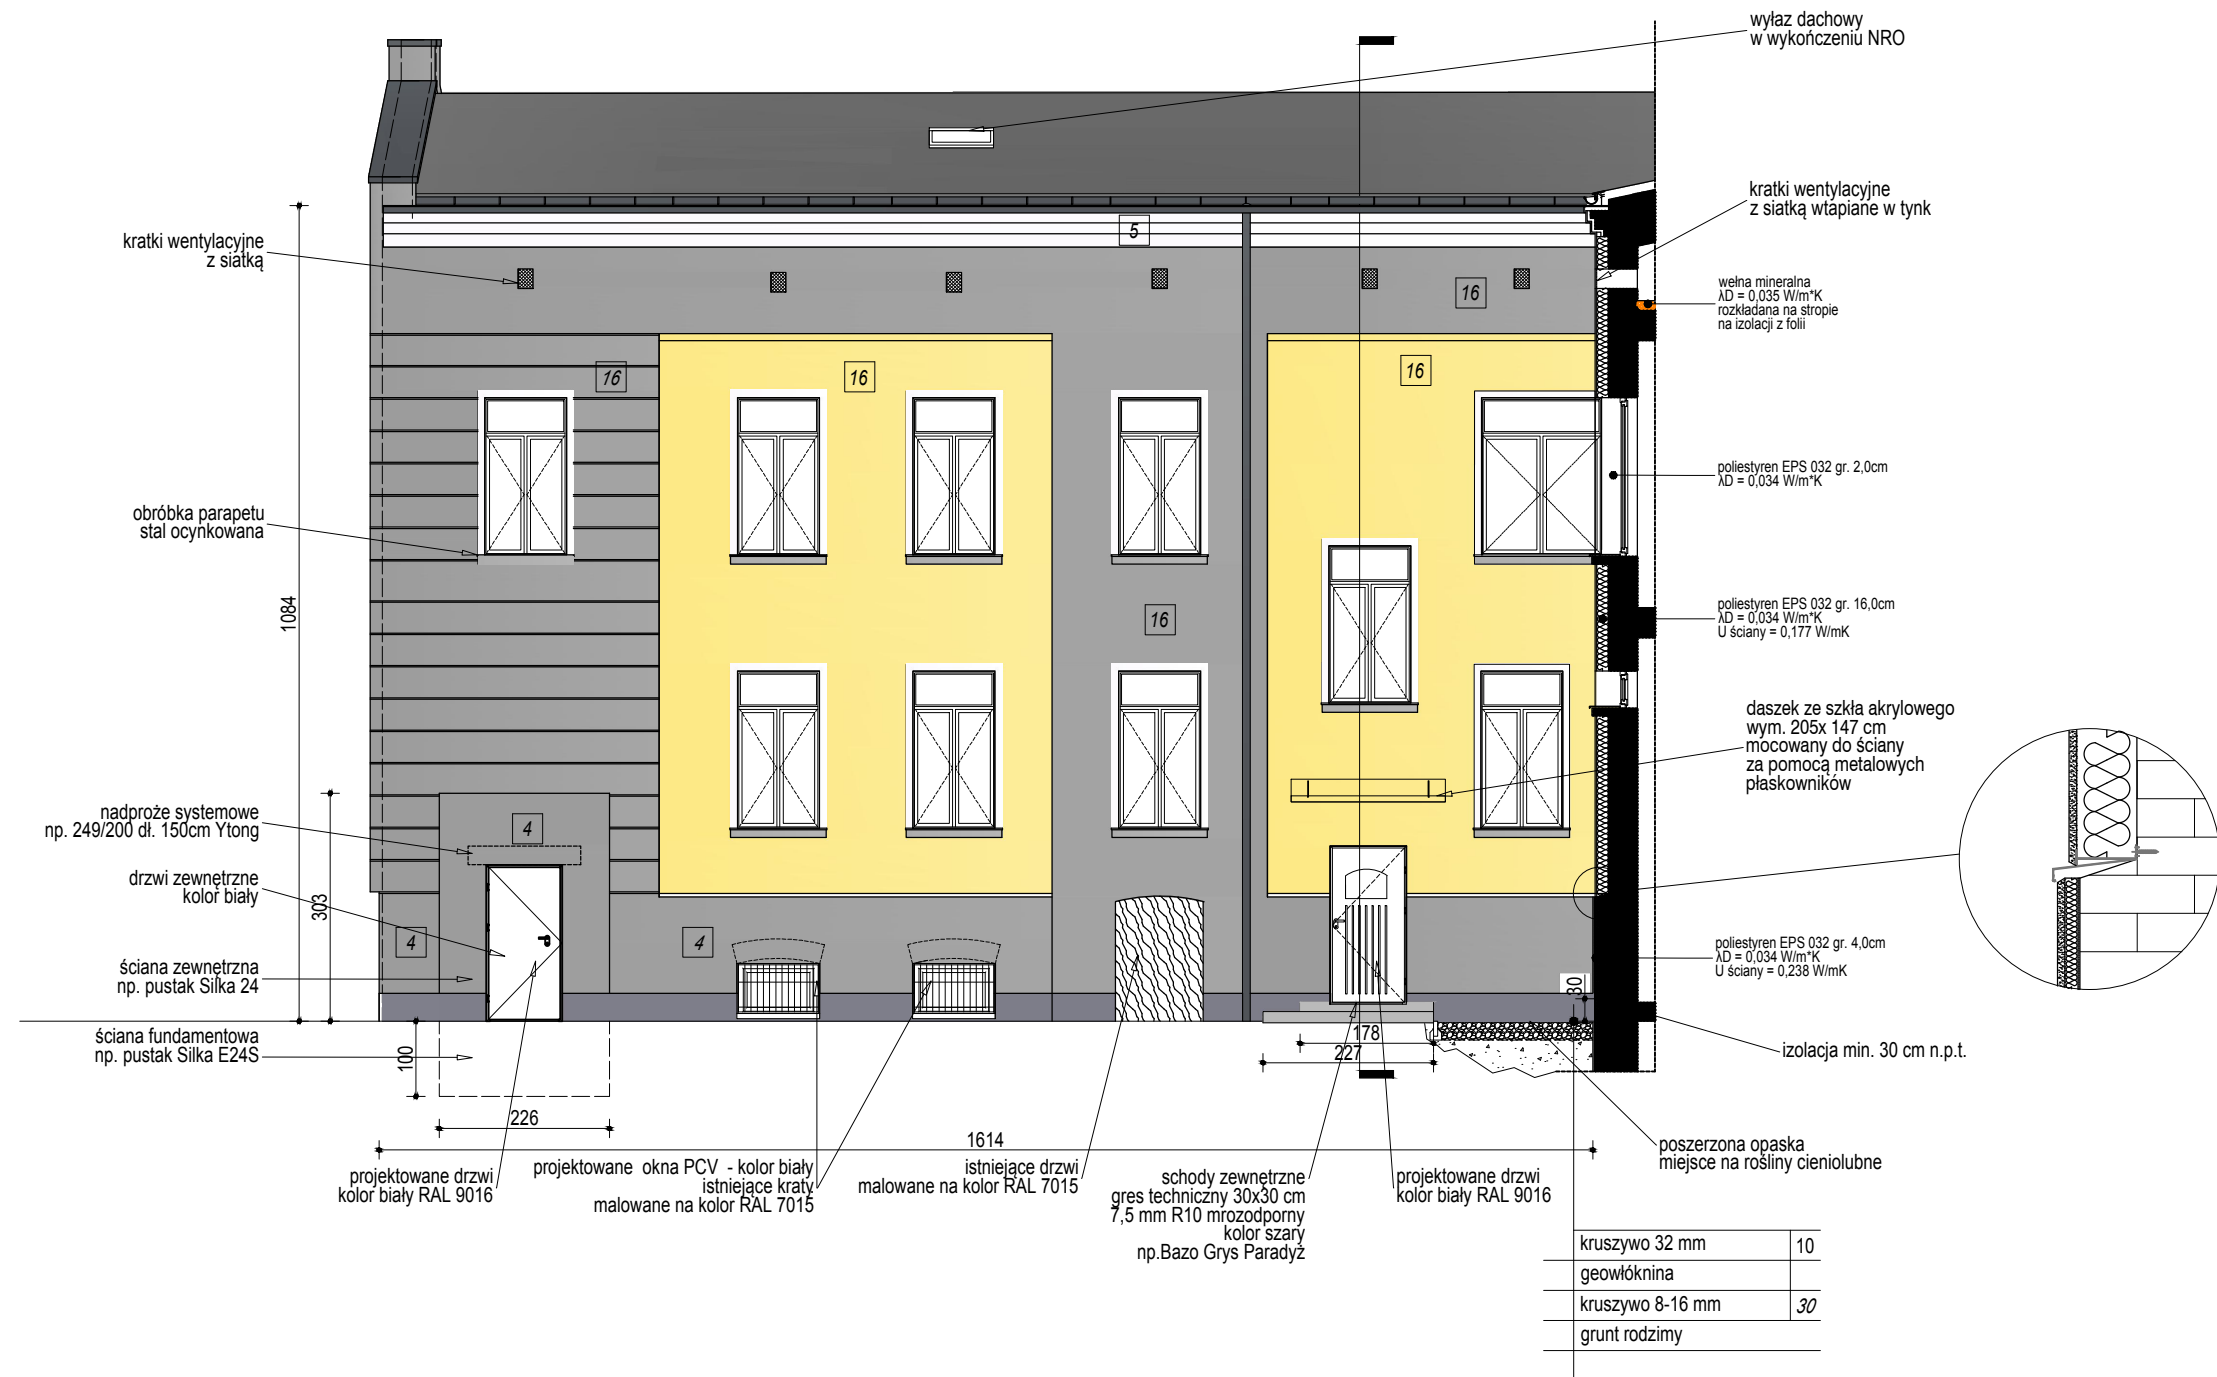 wyłaz dachowy
w wykończeniu NRO
kratki wentylacyjne
z siatką wtapiane w tynk
kratki wentylacyjne
z siatką
5
16
wełna mineralna
λD = 0,035 W/m*K
rozkładana na stropie
na izolacji z folii
16
16
16
poliestyren EPS 032 gr. 2,0cm
λD = 0,034 W/m*K
obróbka parapetu
stal ocynkowana
1084
16
poliestyren EPS 032 gr. 16,0cm
λD = 0,034 W/m*K
U ściany = 0,177 W/mK
daszek ze szkła akrylowego
wym. 205x 147 cm
mocowany do ściany
za pomocą metalowych
płaskowników
nadproże systemowe
np. 249/200 dł. 150cm Ytong
4
drzwi zewnętrzne
kolor biały
303
4
4
poliestyren EPS 032 gr. 4,0cm
λD = 0,034 W/m*K
U ściany = 0,238 W/mK
ściana zewnętrzna
np. pustak Silka 24
30
ściana fundamentowa
np. pustak Silka E24S
100
178
227
izolacja min. 30 cm n.p.t.
226
1614
poszerzona opaska
miejsce na rośliny cieniolubne
projektowane drzwi
kolor biały RAL 9016
projektowane okna PCV - kolor biały
istniejące kraty
malowane na kolor RAL 7015
istniejące drzwi
malowane na kolor RAL 7015
schody zewnętrzne
gres techniczny 30x30 cm
7,5 mm R10 mrozodporny
kolor szary
np.Bazo Grys Paradyż
projektowane drzwi
kolor biały RAL 9016
kruszywo 32 mm 10
geowłóknina
kruszywo 8-16 mm 30
grunt rodzimy